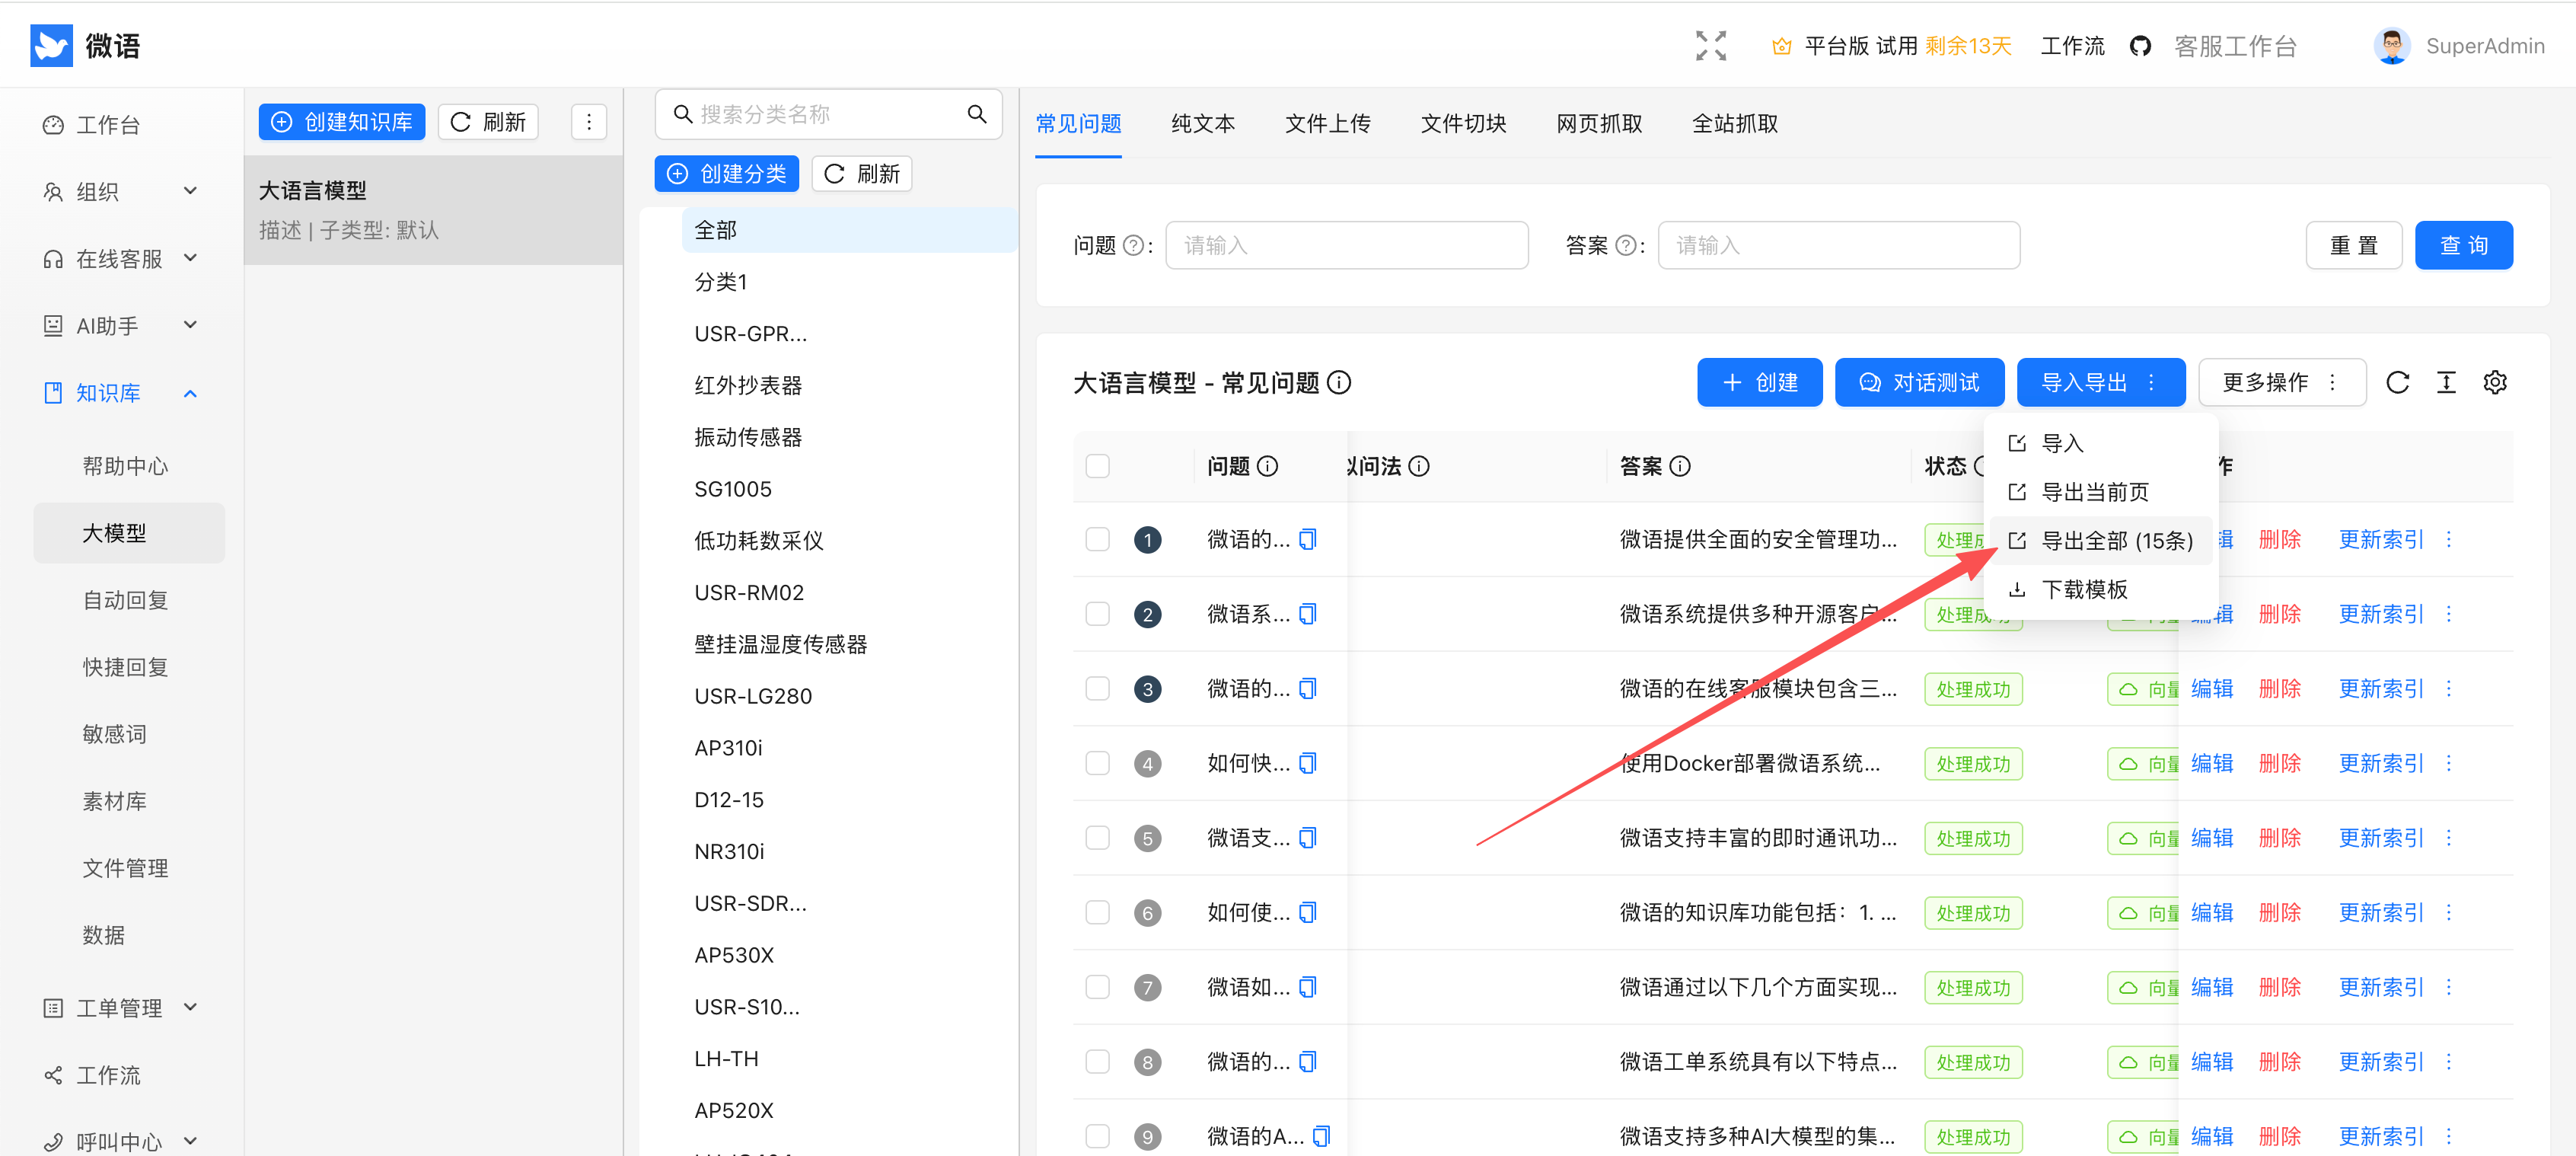 微语
平台版 试用 剩余13天
工作流
客服工作台
SuperAdmin
工作台
组织
在线客服
AI助手
知识库
帮助中心
大模型
自动回复
快捷回复
敏感词
素材库
文件管理
数据
工单管理
工作流
呼叫中心
创建知识库
刷新
大语言模型
描述 | 子类型: 默认
搜索分类名称
创建分类
刷新
全部
分类1
USR-GPR...
红外抄表器
振动传感器
SG1005
低功耗数采仪
USR-RM02
壁挂温湿度传感器
USR-LG280
AP310i
D12-15
NR310i
USR-SDR...
AP530X
USR-S10...
LH-TH
AP520X
常见问题 纯文本 文件上传 文件切块 网页抓取 全站抓取
问题 ? : 请输入
答案 ? : 请输入
重 置
查 询
大语言模型 - 常见问题
创建
对话测试
导入导出
更多操作
导入
导出当前页
导出全部 (15条)
下载模板
问题 问法 答案 状态 作
1 微语的... 微语提供全面的安全管理功... 处理成 辑 删除 更新索引
2 微语系... 微语系统提供多种开源客户... 处理成功 编辑 删除 更新索引
3 微语的... 微语的在线客服模块包含三... 处理成功 向量 编辑 删除 更新索引
4 如何快... 使用Docker部署微语系统... 处理成功 向量 编辑 删除 更新索引
5 微语支... 微语支持丰富的即时通讯功... 处理成功 向量 编辑 删除 更新索引
6 如何使... 微语的知识库功能包括：1. ... 处理成功 向量 编辑 删除 更新索引
7 微语如... 微语通过以下几个方面实现... 处理成功 向量 编辑 删除 更新索引
8 微语的... 微语工单系统具有以下特点... 处理成功 向量 编辑 删除 更新索引
9 微语的A... 微语支持多种AI大模型的集... 处理成功 向量 编辑 删除 更新索引